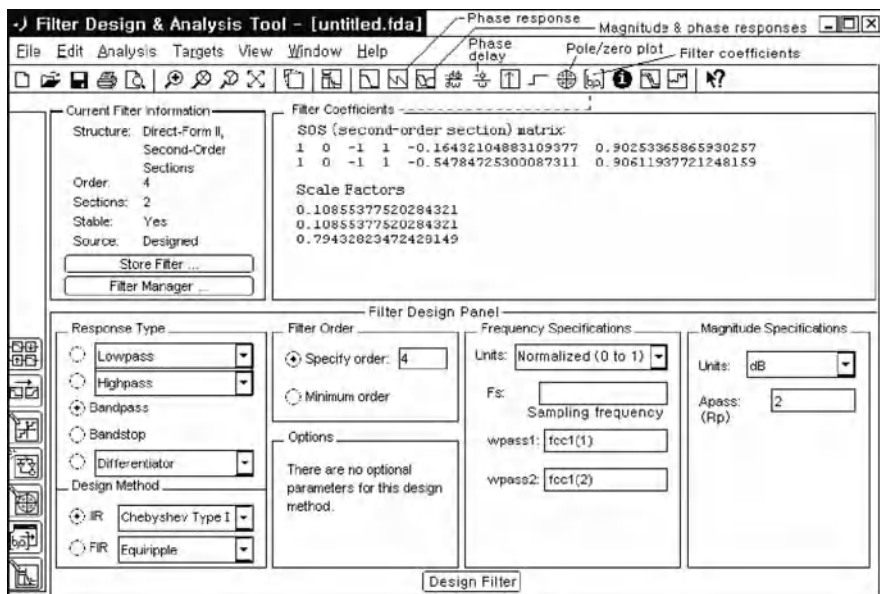 Filter Design & Analysis Tool - [untitled.fda]
Phase response
Magnitude & phase responses
Phase delay
Pole/zero plot
Filter coefficients
File Edit Analysis Targets View Window Help
Current Filter Information
Structure: Direct-Form II,
Second-Order
Sections
Order: 4
Sections: 2
Stable: Yes
Source: Designed
Store Filter ...
Filter Manager ...
Filter Coefficients
SOS (second-order section) matrix:
1 0 -1 1 -0.16432104883109377 0.90253365865930257
1 0 -1 1 -0.54784725300087311 0.90611937721248159
Scale Factors
0.10855377520284321
0.10855377520284321
0.79432823472428149
Filter Design Panel
Response Type
Lowpass
Highpass
Bandpass
Bandstop
Differentiator
Design Method
IIR Chebyshev Type I
FIR Equiripple
Filter Order
Specify order: 4
Minimum order
Options
There are no optional
parameters for this design
method.
Frequency Specifications
Units: Normalized (0 to 1)
Fs:
Sampling frequency
wpass1: fcc1(1)
wpass2: fcc1(2)
Magnitude Specifications
Units: dB
Apass: 2
(Rp)
Design Filter